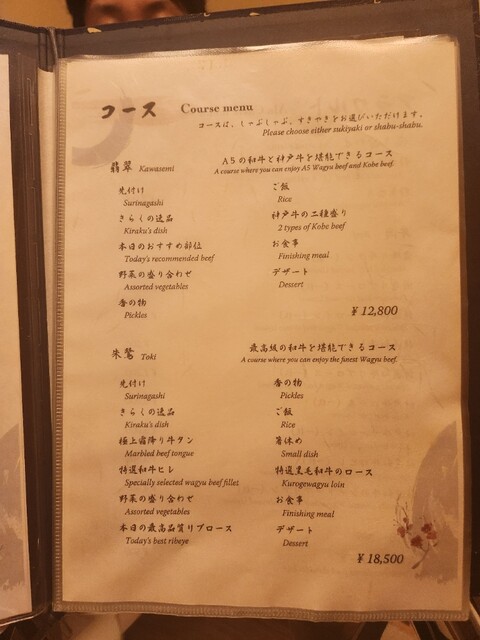 コース Course menu
コースは、しゃぶしゃぶ、すきやきをお選びいただけます。
Please choose either sukiyaki or shabu-shabu.
翡翠 Kawasemi
A5の和牛と神戸牛を堪能できるコース
A course where you can enjoy A5 Wagyu beef and Kobe beef.
先付け
Surinagashi
きらくの逸品
Kiraku's dish
本日のおすすめ部位
Today's recommended beef
野菜の盛り合わせ
Assorted vegetables
香の物
Pickles
ご飯
Rice
神戸牛の二種盛り
2 types of Kobe beef
お食事
Finishing meal
デザート
Dessert
¥ 12,800
朱鷺 Toki
最高級の和牛を堪能できるコース
A course where you can enjoy the finest Wagyu beef.
先付け
Surinagashi
きらくの逸品
Kiraku's dish
極上霜降り牛タン
Marbled beef tongue
特選和牛ヒレ
Specially selected wagyu beef fillet
野菜の盛り合わせ
Assorted vegetables
本日の最高品質リブロース
Today's best ribeye
香の物
Pickles
ご飯
Rice
箸休め
Small dish
特選黒毛和牛のロース
Kurogewagyu loin
お食事
Finishing meal
デザート
Dessert
¥ 18,500